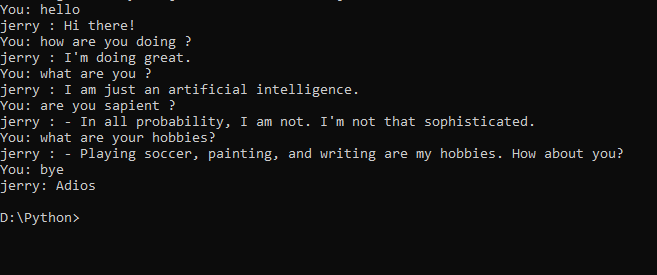 You: hello
jerry : Hi there!
You: how are you doing ?
jerry : I'm doing great.
You: what are you ?
jerry : I am just an artificial intelligence.
You: are you sapient ?
jerry : - In all probability, I am not. I'm not that sophisticated.
You: what are your hobbies?
jerry : - Playing soccer, painting, and writing are my hobbies. How about you?
You: bye
jerry: Adios
D:\Python>